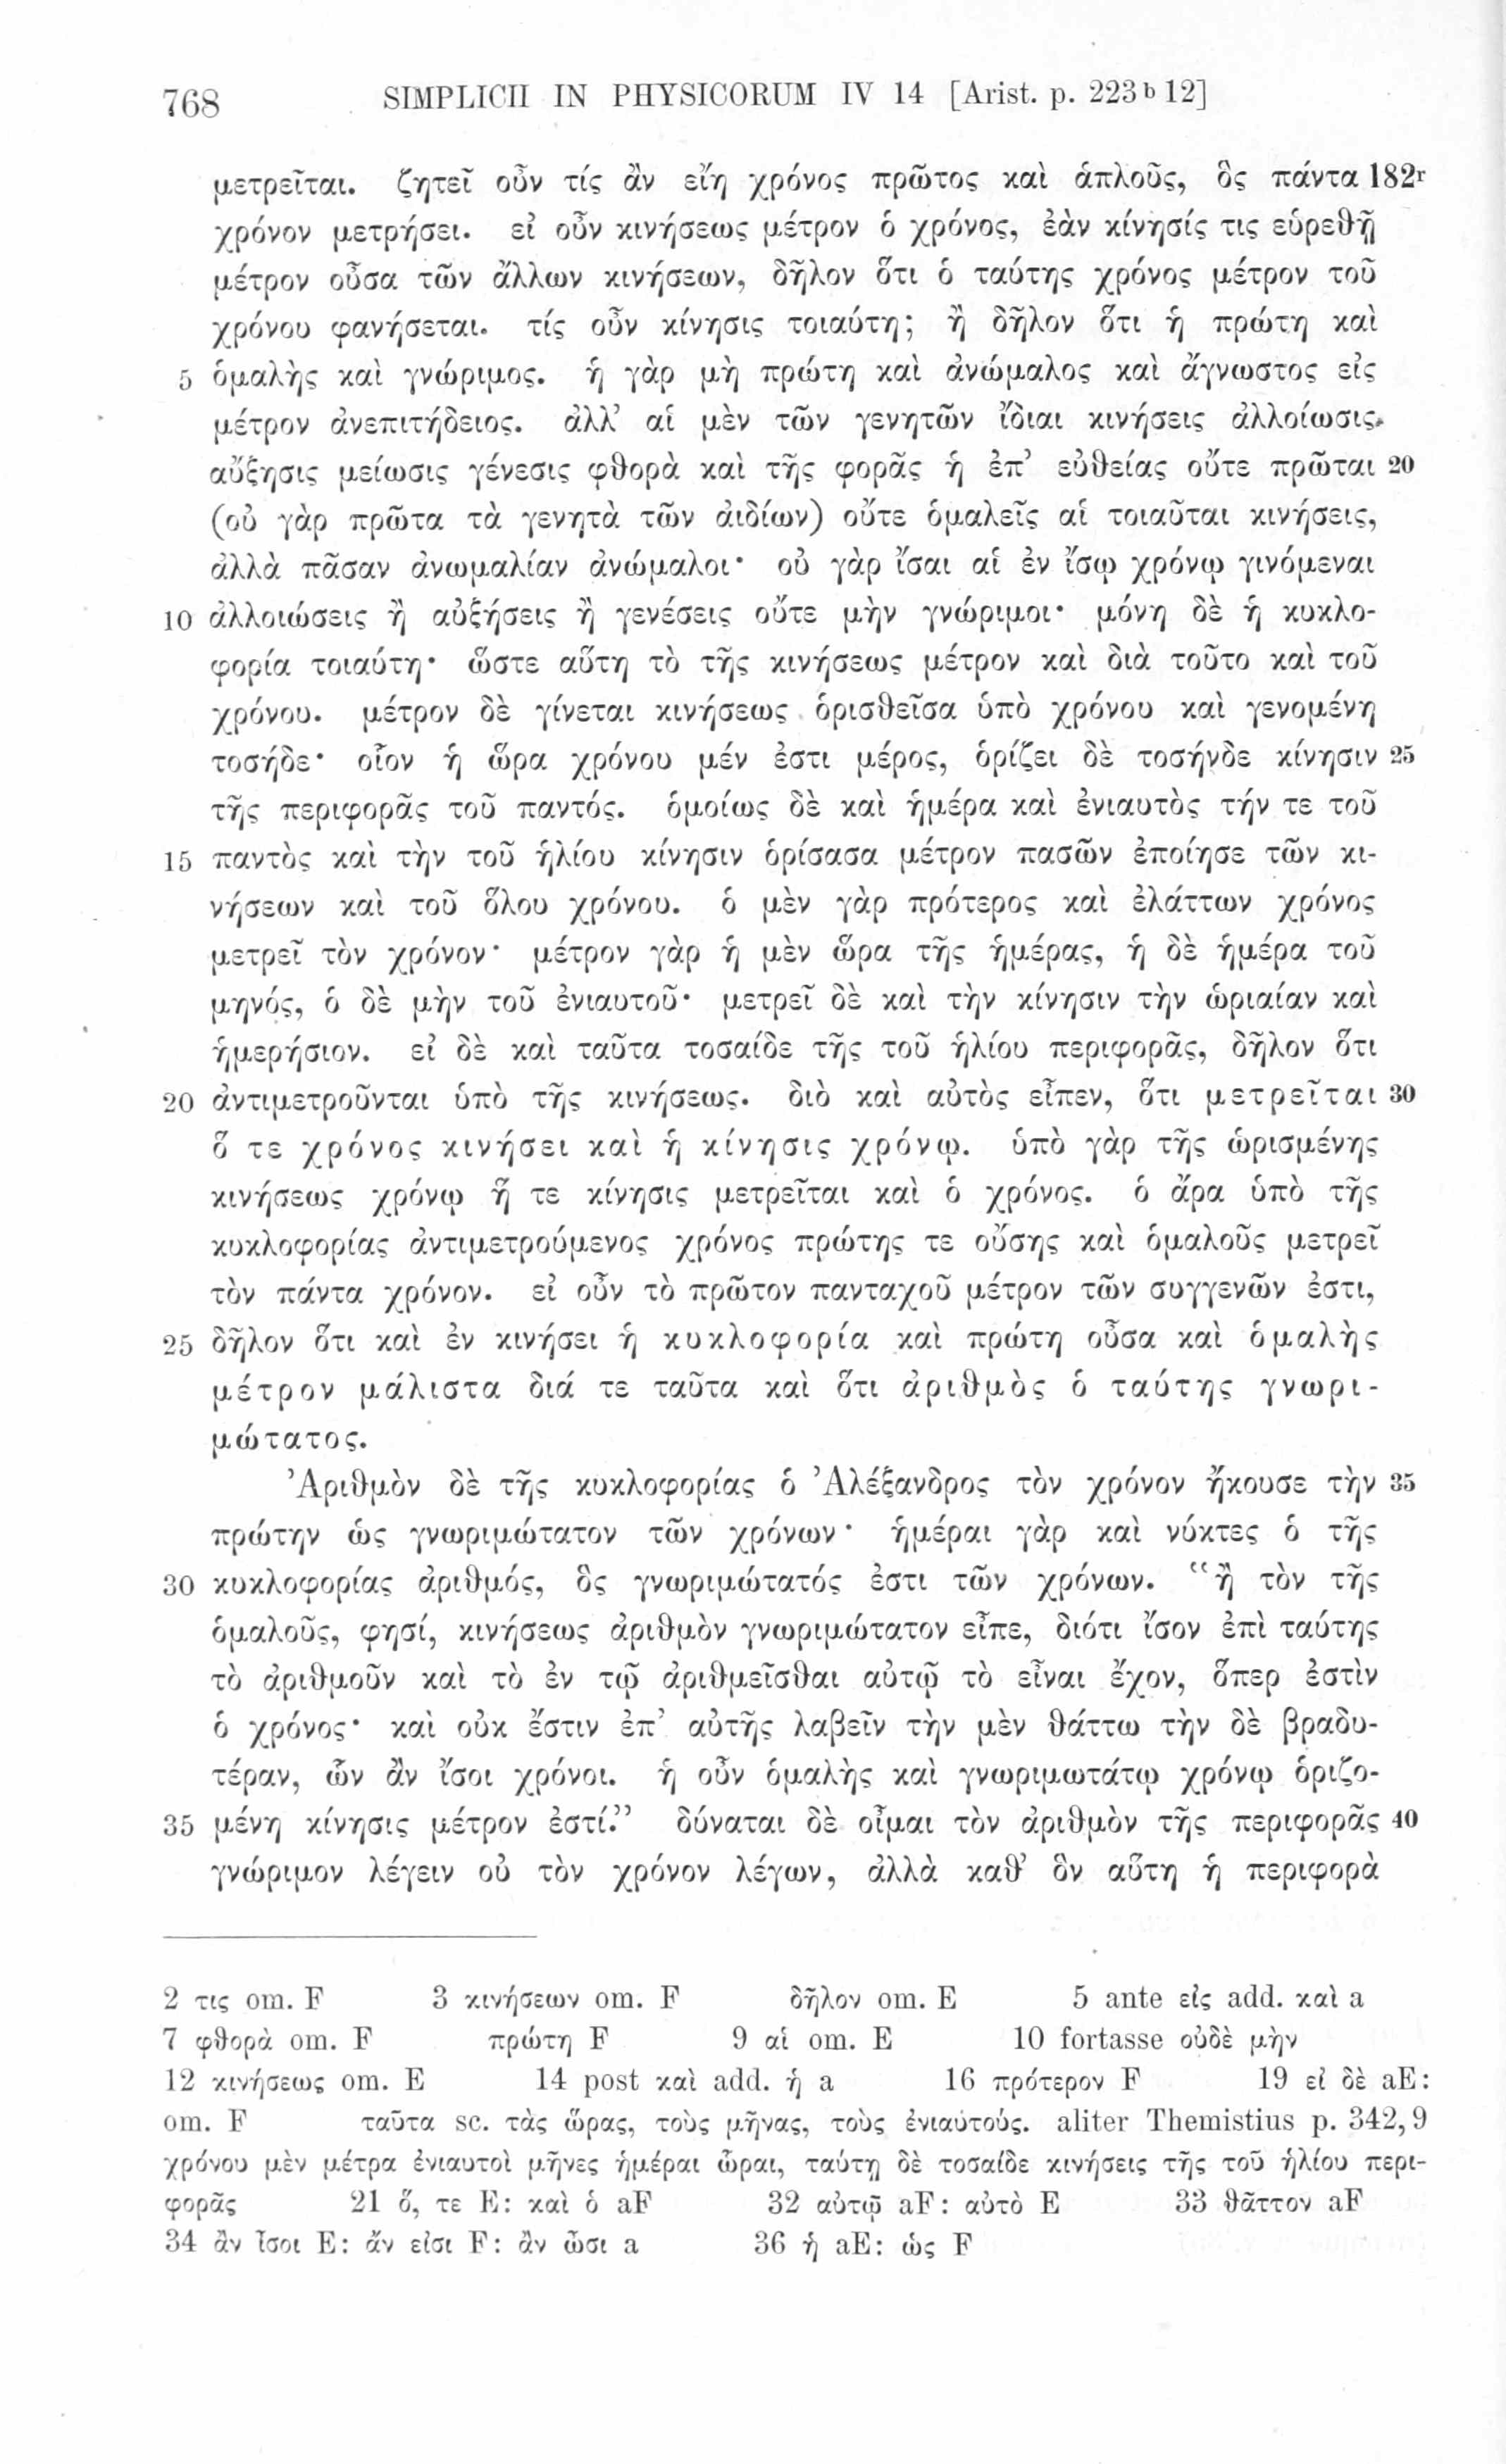 768 SIMPLICII IN PHYSICORUM IV 14 [Arist. p. 223 b 12]
μετρεῖται. ζητεῖ οὖν τίς ἂν εἴη χρόνος πρῶτος καὶ ἁπλοῦς, ὃς πάντα 182r
χρόνον μετρήσει. εἰ οὖν κινήσεως μέτρον ὁ χρόνος, ἐὰν κίνησίς τις εὑρεθῇ
μέτρον οὖσα τῶν ἄλλων κινήσεων, δῆλον ὅτι ὁ ταύτης χρόνος μέτρον τοῦ
χρόνου φανήσεται. τίς οὖν κίνησις τοιαύτη; ἢ δῆλον ὅτι ἡ πρώτη καὶ
5 ὁμαλὴς καὶ γνώριμος. ἡ γὰρ μὴ πρώτη καὶ ἀνώμαλος καὶ ἄγνωστος εἰς
μέτρον ἀνεπιτήδειος. ἀλλ’ αἱ μὲν τῶν γενητῶν ἴδιαι κινήσεις ἀλλοίωσις
αὔξησις μείωσις γένεσις φθορὰ καὶ τῆς φορᾶς ἡ ἐπ’ εὐθείας οὔτε πρῶται 20
(οὐ γὰρ πρῶτα τὰ γενητὰ τῶν ἀιδίων) οὔτε ὁμαλεῖς αἱ τοιαῦται κινήσεις,
ἀλλὰ πᾶσαν ἀνωμαλίαν ἀνώμαλοι· οὐ γὰρ ἴσαι αἱ ἐν ἴσῳ χρόνῳ γινόμεναι
10 ἀλλοιώσεις ἢ αὐξήσεις ἢ γενέσεις οὔτε μὴν γνώριμοι· μόνη δὲ ἡ κυκλο-
φορία τοιαύτη· ὥστε αὕτη τὸ τῆς κινήσεως μέτρον καὶ διὰ τοῦτο καὶ τοῦ
χρόνου. μέτρον δὲ γίνεται κινήσεως ὁρισθεῖσα ὑπὸ χρόνου καὶ γενομένη
τοσήδε· οἷον ἡ ὥρα χρόνου μέν ἐστι μέρος, ὁρίζει δὲ τοσήνδε κίνησιν 25
τῆς περιφορᾶς τοῦ παντός. ὁμοίως δὲ καὶ ἡμέρα καὶ ἐνιαυτὸς τήν τε τοῦ
15 παντὸς καὶ τὴν τοῦ ἡλίου κίνησιν ὁρίσασα μέτρον πασῶν ἐποίησε τῶν κι-
νήσεων καὶ τοῦ ὅλου χρόνου. ὁ μὲν γὰρ πρότερος καὶ ἐλάττων χρόνος
μετρεῖ τὸν χρόνον· μέτρον γὰρ ἡ μὲν ὥρα τῆς ἡμέρας, ἡ δὲ ἡμέρα τοῦ
μηνός, ὁ δὲ μὴν τοῦ ἐνιαυτοῦ· μετρεῖ δὲ καὶ τὴν κίνησιν τὴν ὡριαίαν καὶ
ἡμερήσιον. εἰ δὲ καὶ ταῦτα τοσαίδε τῆς τοῦ ἡλίου περιφορᾶς, δῆλον ὅτι
20 ἀντιμετροῦνται ὑπὸ τῆς κινήσεως. διὸ καὶ αὐτὸς εἶπεν, ὅτι μετρεῖται 30
ὅ τε χρόνος κινήσει καὶ ἡ κίνησις χρόνῳ. ὑπὸ γὰρ τῆς ὡρισμένης
κινήσεως χρόνῳ ἥ τε κίνησις μετρεῖται καὶ ὁ χρόνος. ὁ ἄρα ὑπὸ τῆς
κυκλοφορίας ἀντιμετρούμενος χρόνος πρώτης τε οὔσης καὶ ὁμαλοῦς μετρεῖ
τὸν πάντα χρόνον. εἰ οὖν τὸ πρῶτον πανταχοῦ μέτρον τῶν συγγενῶν ἐστι,
25 δῆλον ὅτι καὶ ἐν κινήσει ἡ κυκλοφορία καὶ πρώτη οὖσα καὶ ὁμαλὴς
μέτρον μάλιστα διά τε ταῦτα καὶ ὅτι ἀριθμὸς ὁ ταύτης γνωρι-
μώτατος.
Ἀριθμὸν δὲ τῆς κυκλοφορίας ὁ Ἀλέξανδρος τὸν χρόνον ἤκουσε τὴν 35
πρώτην ὡς γνωριμώτατον τῶν χρόνων· ἡμέραι γὰρ καὶ νύκτες ὁ τῆς
30 κυκλοφορίας ἀριθμός, ὃς γνωριμώτατός ἐστι τῶν χρόνων. “ἢ τὸν τῆς
ὁμαλοῦς, φησί, κινήσεως ἀριθμὸν γνωριμώτατον εἶπε, διότι ἴσον ἐπὶ ταύτης
τὸ ἀριθμοῦν καὶ τὸ ἐν τῷ ἀριθμεῖσθαι αὐτῷ τὸ εἶναι ἔχον, ὅπερ ἐστὶν
ὁ χρόνος· καὶ οὐκ ἔστιν ἐπ’ αὐτῆς λαβεῖν τὴν μὲν θάττω τὴν δὲ βραδυ-
τέραν, ὧν ἂν ἴσοι χρόνοι. ἡ οὖν ὁμαλὴς καὶ γνωριμωτάτῳ χρόνῳ ὁριζο-
35 μένη κίνησις μέτρον ἐστί.” δύναται δὲ οἶμαι τὸν ἀριθμὸν τῆς περιφορᾶς 40
γνώριμον λέγειν οὐ τὸν χρόνον λέγων, ἀλλὰ καθ’ ὃν αὕτη ἡ περιφορὰ
2 τις om. F 3 κινήσεων om. F δῆλον om. E 5 ante εἰς add. καὶ a
7 φθορὰ om. F πρώτη F 9 αἱ om. E 10 fortasse οὐδὲ μὴν
12 κινήσεως om. E 14 post καὶ add. ἡ a 16 πρότερον F 19 εἰ δὲ aE:
om. F ταῦτα sc. τὰς ὥρας, τοὺς μῆνας, τοὺς ἐνιαυτούς. aliter Themistius p. 342, 9
χρόνου μὲν μέτρα ἐνιαυτοὶ μῆνες ἡμέραι ὧραι, ταύτῃ δὲ τοσαίδε κινήσεις τῆς τοῦ ἡλίου περι-
φορᾶς 21 ὅ, τε E: καὶ ὁ aF 32 αὐτῷ aF: αὐτὸ E 33 θᾶττον aF
34 ἂν ἴσοι E: ἄν εἰσι F: ἂν ὦσι a 36 ἡ aE: ὡς F